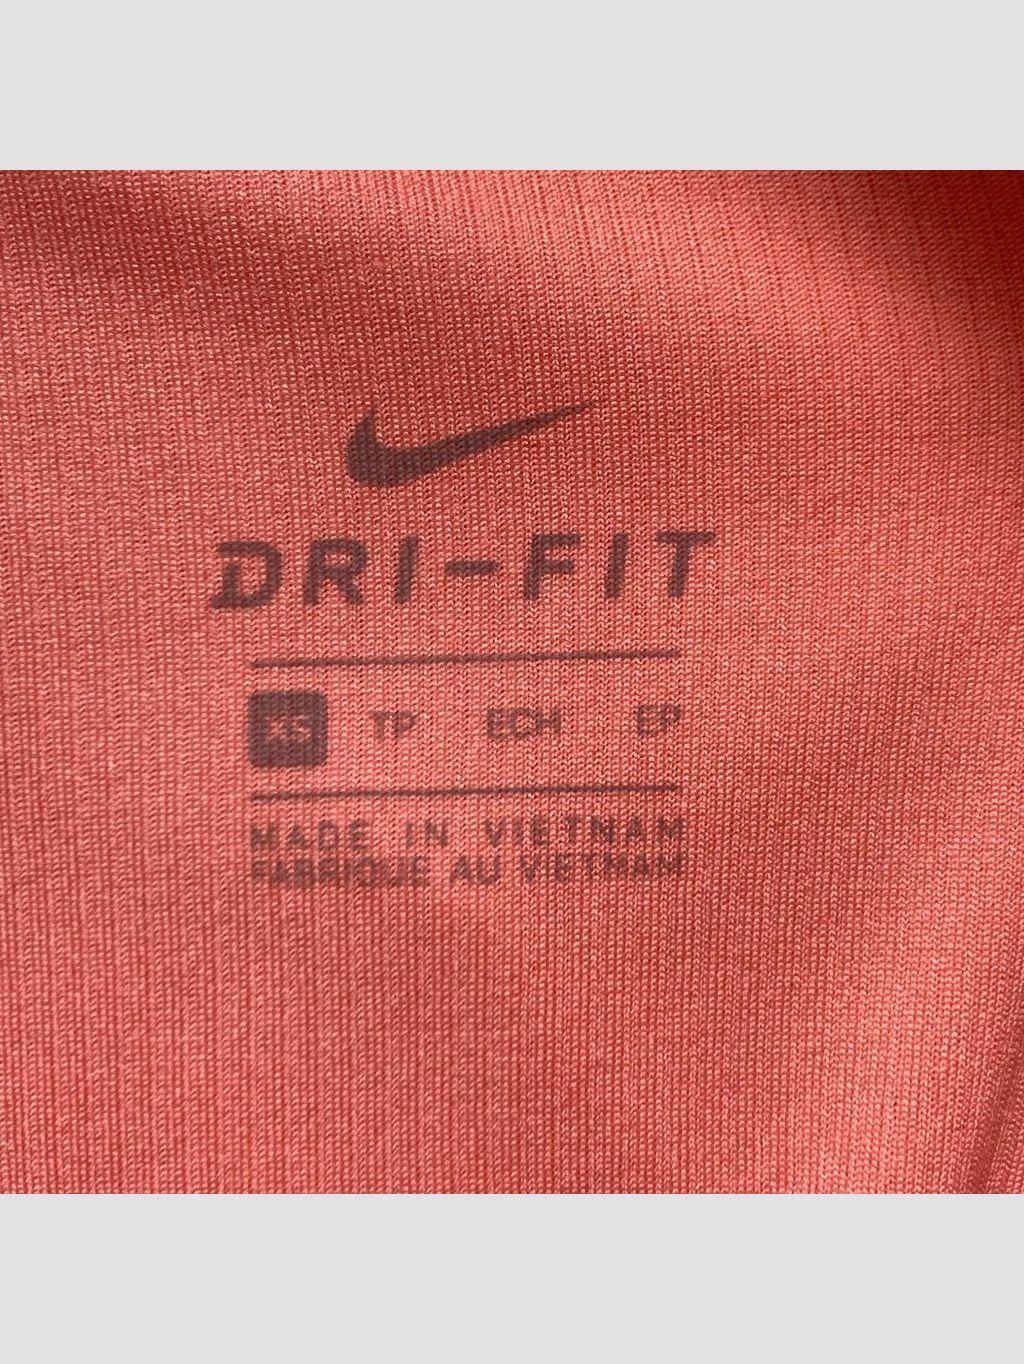 DRI-FIT
XS TP ECH EP
MADE IN VIETNAM
FABRIQUE AU VIETNAM